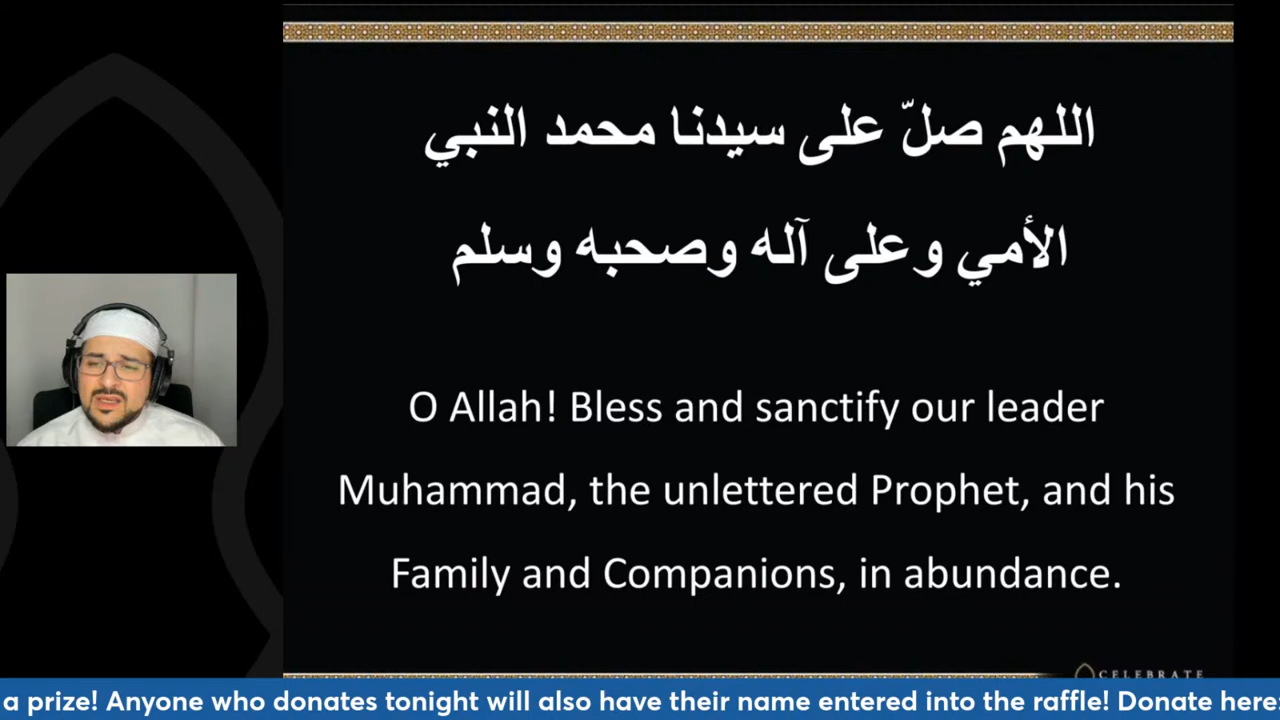 اللهم صلّ على سيدنا محمد النبي
الأمي وعلى آله وصحبه وسلم
O Allah! Bless and sanctify our leader
Muhammad, the unlettered Prophet, and his
Family and Companions, in abundance.
CELEBRATE
a prize! Anyone who donates tonight will also have their name entered into the raffle! Donate here: